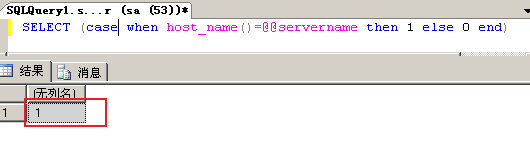 SQLQuery1.s...r (sa (53))*
SELECT (case when host_name()=@@servername then 1 else 0 end)
结果 消息
(无列名)
1 1